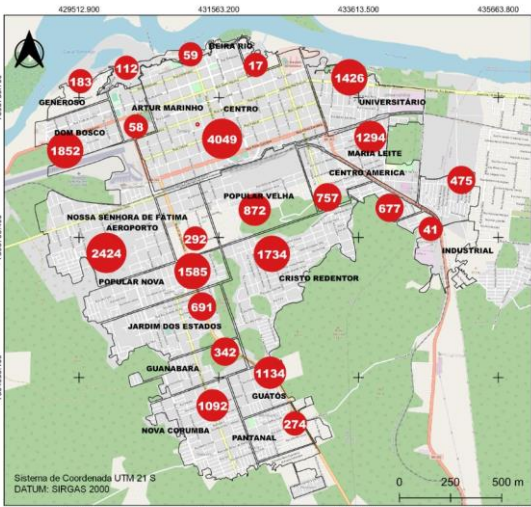 429512.900 431563.200 433613.500 435663.800
BEIRA RIO
59
17
112
183
1426
GENEROSO
ARTUR MARINHO
CENTRO
UNIVERSITÁRIO
58
DOM BOSCO
4049
1294
1852
MARIA LEITE
CENTRO AMERICA
475
POPULAR VELHA
757
677
872
NOSSA SENHORA DE FÁTIMA
AEROPORTO
292
41
2424
1734
INDUSTRIAL
1585
CRISTO REDENTOR
POPULAR NOVA
691
JARDIM DOS ESTADOS
342
GUANABARA
1134
GUATÓS
1092
274
NOVA CORUMBA
PANTANAL
Sistema de Coordenada UTM 21 S
DATUM: SIRGAS 2000
0 250 500 m